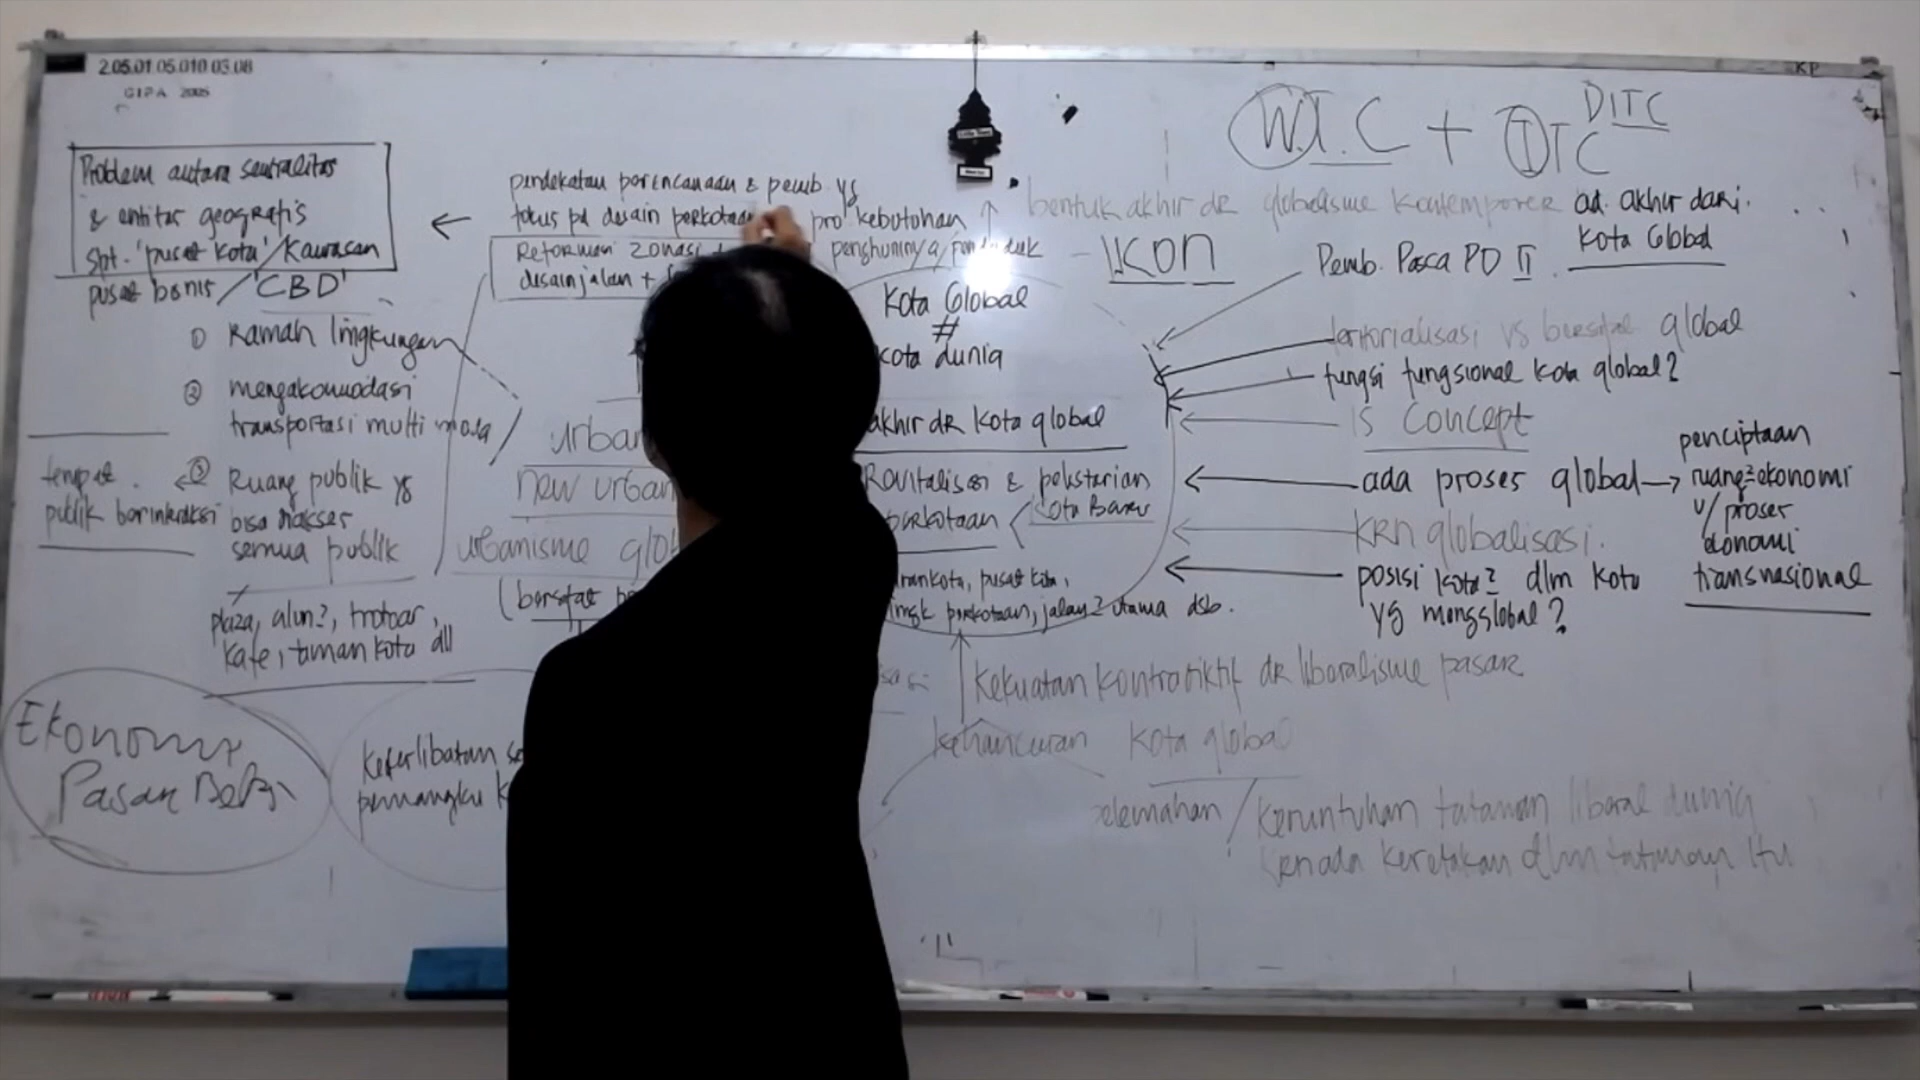 2.05.01.05.010.03.08
GIPA 2005
KP
W.T.C + ITC
DITC
Problem antara sentralitas
& entitas geografis
spt. 'pusat kota'/kawasan
pusat bisnis/'CBD'
pendekatan perencanaan & pemb yg
fokus pd desain perkotaan pro kebutuhan
penghuninya/penduduk
Reformasi zonasi +
desain jalan +
bentuk akhir dr globalisme kontemporer ad. akhir dari
Kota Global
IKON
Pemb. Pasca PD II
Kota Global
#
kota dunia
① Ramah lingkungan
② mengakomodasi
transportasi multi moda
③ Ruang publik yg
bisa diakses
semua publik
tempat
publik berinteraksi
plaza, alun2, trotoar,
kafe, taman kota dll
urban
new urban
urbanisme glo
(bersifat
akhir dr kota global
Revitalisasi & pelestarian
perkotaan < Kota Baru
pusat kota,
perkotaan, jalan2 utama dsb.
teritorialisasi vs bersifat global
fungsi fungsional kota global?
is concept
ada proses global → penciptaan
ruang2 ekonomi
u/ proses
ekonomi
transnasional
krn globalisasi.
posisi kota2 dlm kota
yg mengglobal?
Ekonomi
Pasar Bebas
Keterlibatan
pemangku
kekuatan kontradiktif dr liberalisme pasar
kehancuran kota global
kelemahan / keruntuhan tatanan liberal dunia
krn ada keretakan dlm tatanan itu